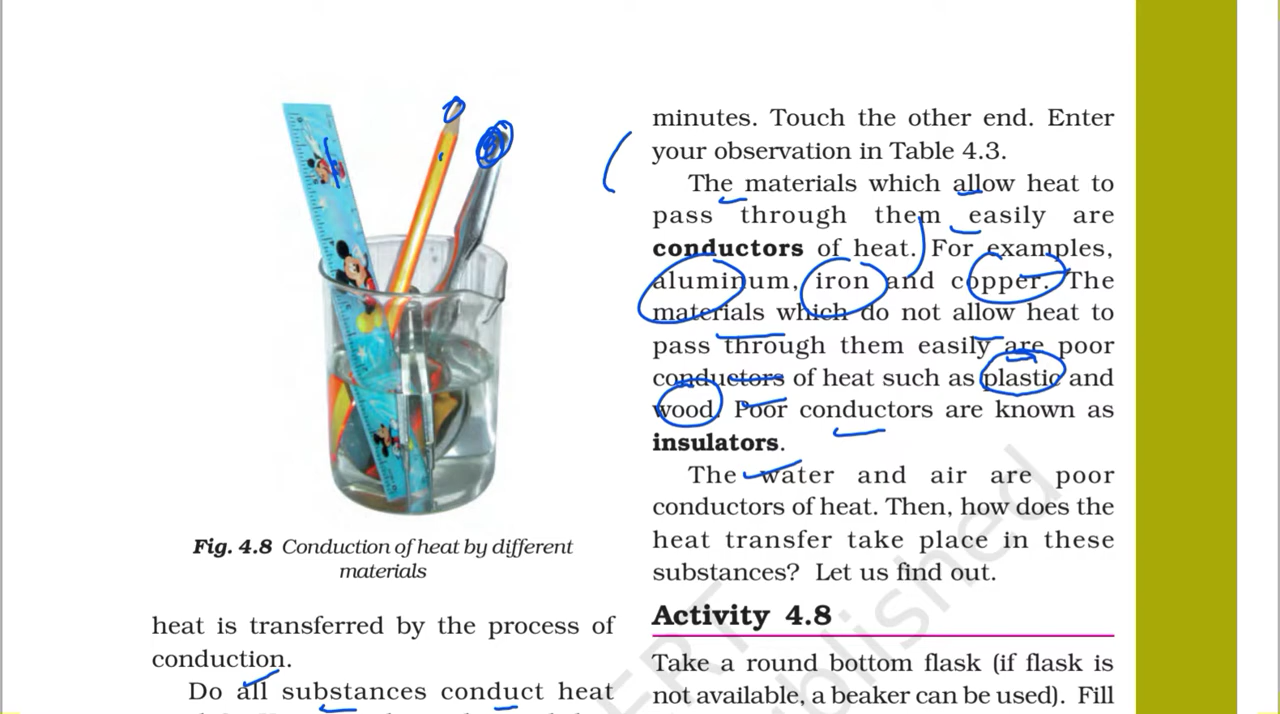 Fig. 4.8 Conduction of heat by different
materials
heat is transferred by the process of
conduction.
Do all substances conduct heat
minutes. Touch the other end. Enter
your observation in Table 4.3.
The materials which allow heat to
pass through them easily are
conductors of heat. For examples,
aluminum, iron and copper. The
materials which do not allow heat to
pass through them easily are poor
conductors of heat such as plastic and
wood. Poor conductors are known as
insulators.
The water and air are poor
conductors of heat. Then, how does the
heat transfer take place in these
substances? Let us find out.
Activity 4.8
Take a round bottom flask (if flask is
not available, a beaker can be used). Fill